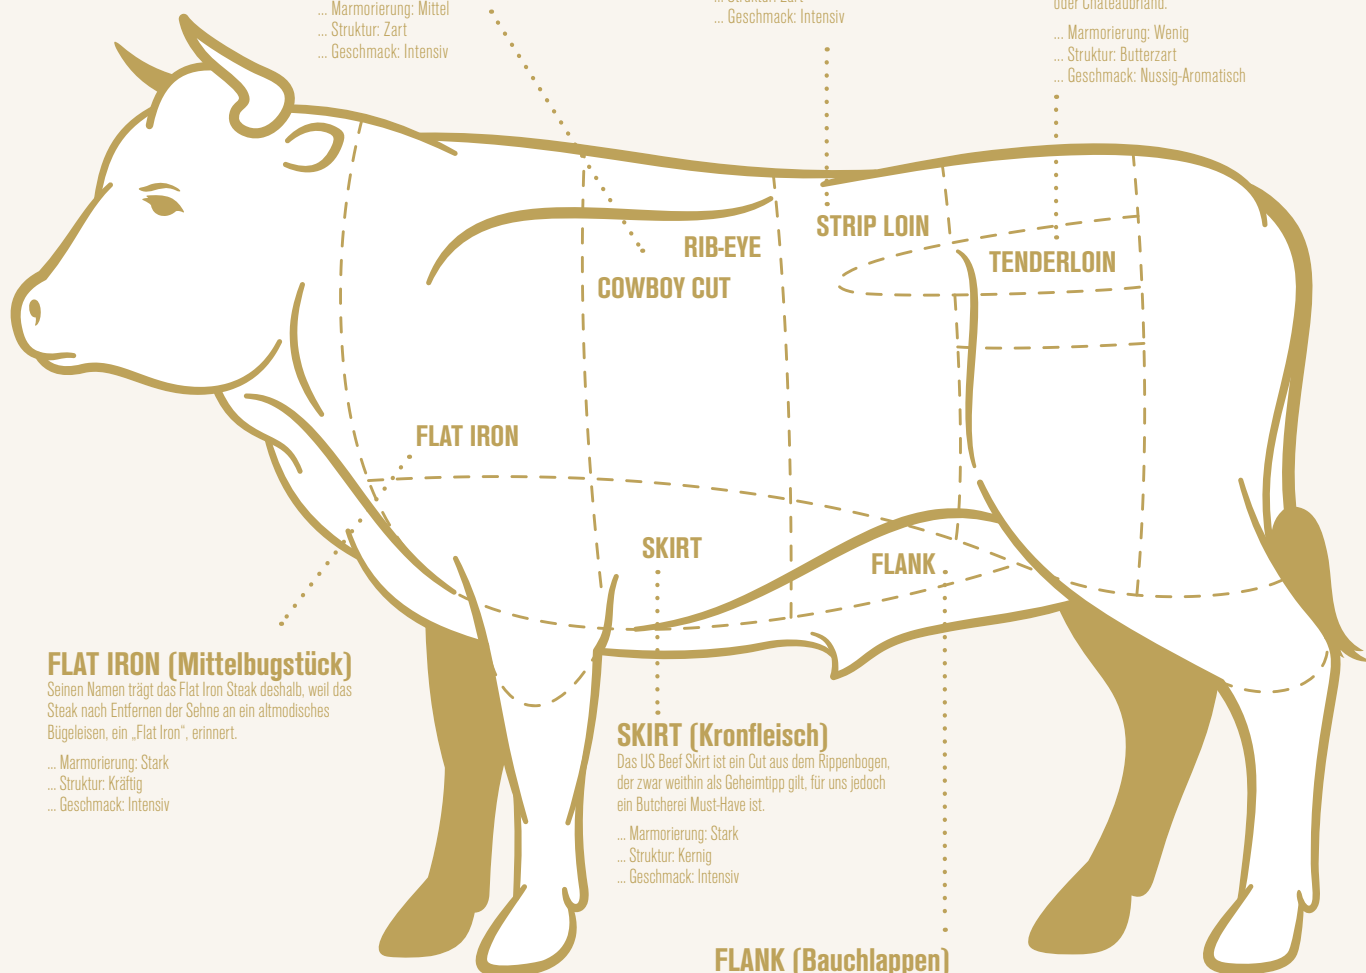 ... Marmorierung: Mittel
... Struktur: Zart
... Geschmack: Intensiv
... Geschmack: Intensiv
oder Chateaubriand.
... Marmorierung: Wenig
... Struktur: Butterzart
... Geschmack: Nussig-Aromatisch
STRIP LOIN
RIB-EYE
TENDERLOIN
COWBOY CUT
FLAT IRON
SKIRT
FLANK
FLAT IRON (Mittelbugstück)
Seinen Namen trägt das Flat Iron Steak deshalb, weil das
Steak nach Entfernen der Sehne an ein altmodisches
Bügeleisen, ein „Flat Iron“, erinnert.
... Marmorierung: Stark
... Struktur: Kräftig
... Geschmack: Intensiv
SKIRT (Kronfleisch)
Das US Beef Skirt ist ein Cut aus dem Rippenbogen,
der zwar weithin als Geheimtipp gilt, für uns jedoch
ein Butcherei Must-Have ist.
... Marmorierung: Stark
... Struktur: Kernig
... Geschmack: Intensiv
FLANK (Bauchlappen)